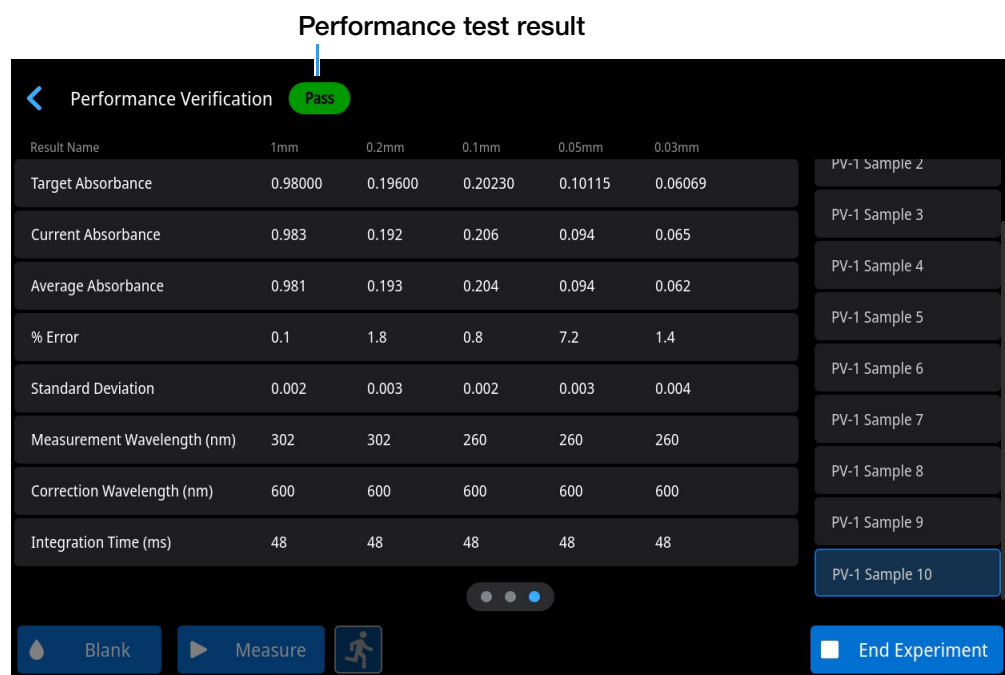 Performance test result
Performance Verification Pass
Result Name 1mm 0.2mm 0.1mm 0.05mm 0.03mm
Target Absorbance 0.98000 0.19600 0.20230 0.10115 0.06069
Current Absorbance 0.983 0.192 0.206 0.094 0.065
Average Absorbance 0.981 0.193 0.204 0.094 0.062
% Error 0.1 1.8 0.8 7.2 1.4
Standard Deviation 0.002 0.003 0.002 0.003 0.004
Measurement Wavelength (nm) 302 302 260 260 260
Correction Wavelength (nm) 600 600 600 600 600
Integration Time (ms) 48 48 48 48 48
PV-1 Sample 2
PV-1 Sample 3
PV-1 Sample 4
PV-1 Sample 5
PV-1 Sample 6
PV-1 Sample 7
PV-1 Sample 8
PV-1 Sample 9
PV-1 Sample 10
Blank Measure End Experiment